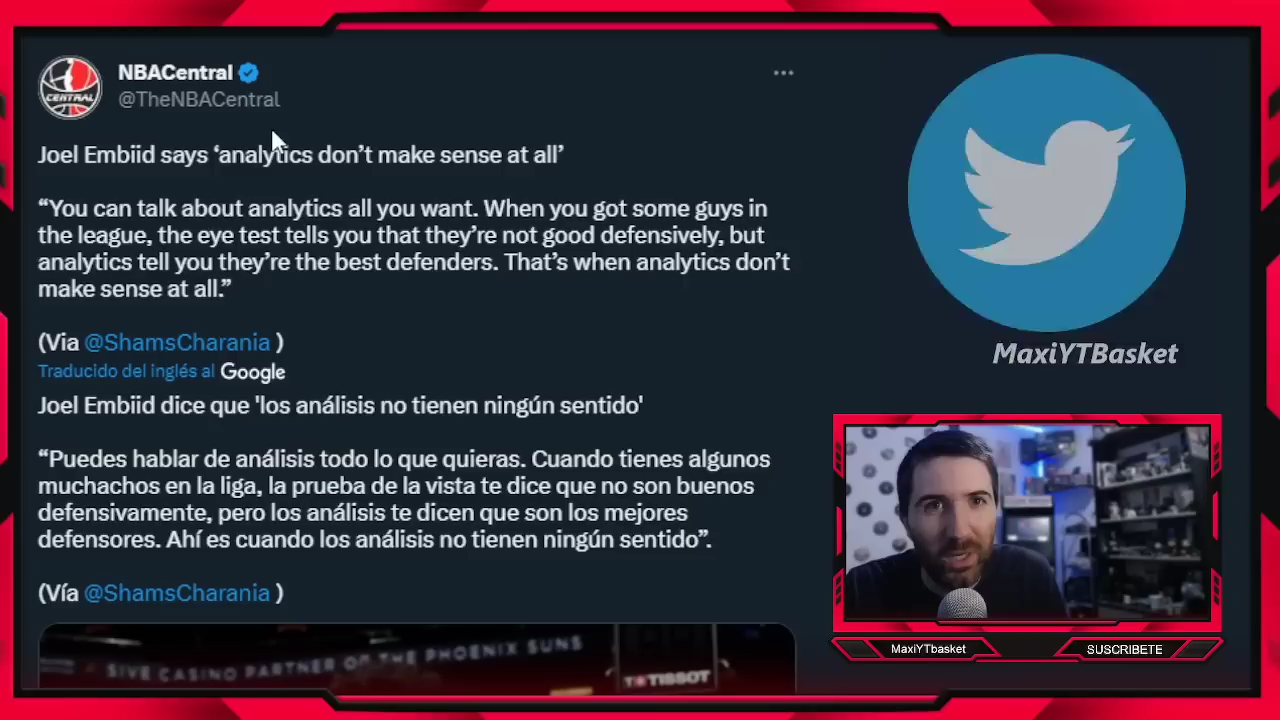 NBACentral
@TheNBACentral
CENTRAL
Joel Embiid says ‘analytics don’t make sense at all’
“You can talk about analytics all you want. When you got some guys in
the league, the eye test tells you that they’re not good defensively, but
analytics tell you they’re the best defenders. That’s when analytics don’t
make sense at all.”
(Via @ShamsCharania )
Traducido del inglés al Google
Joel Embiid dice que 'los análisis no tienen ningún sentido'
“Puedes hablar de análisis todo lo que quieras. Cuando tienes algunos
muchachos en la liga, la prueba de la vista te dice que no son buenos
defensivamente, pero los análisis te dicen que son los mejores
defensores. Ahí es cuando los análisis no tienen ningún sentido”.
(Vía @ShamsCharania )
SIVE CASINO PARTNER OF THE PHOENIX SUNS
TISSOT
MaxiYTBasket
MaxiYTbasket
SUSCRIBETE